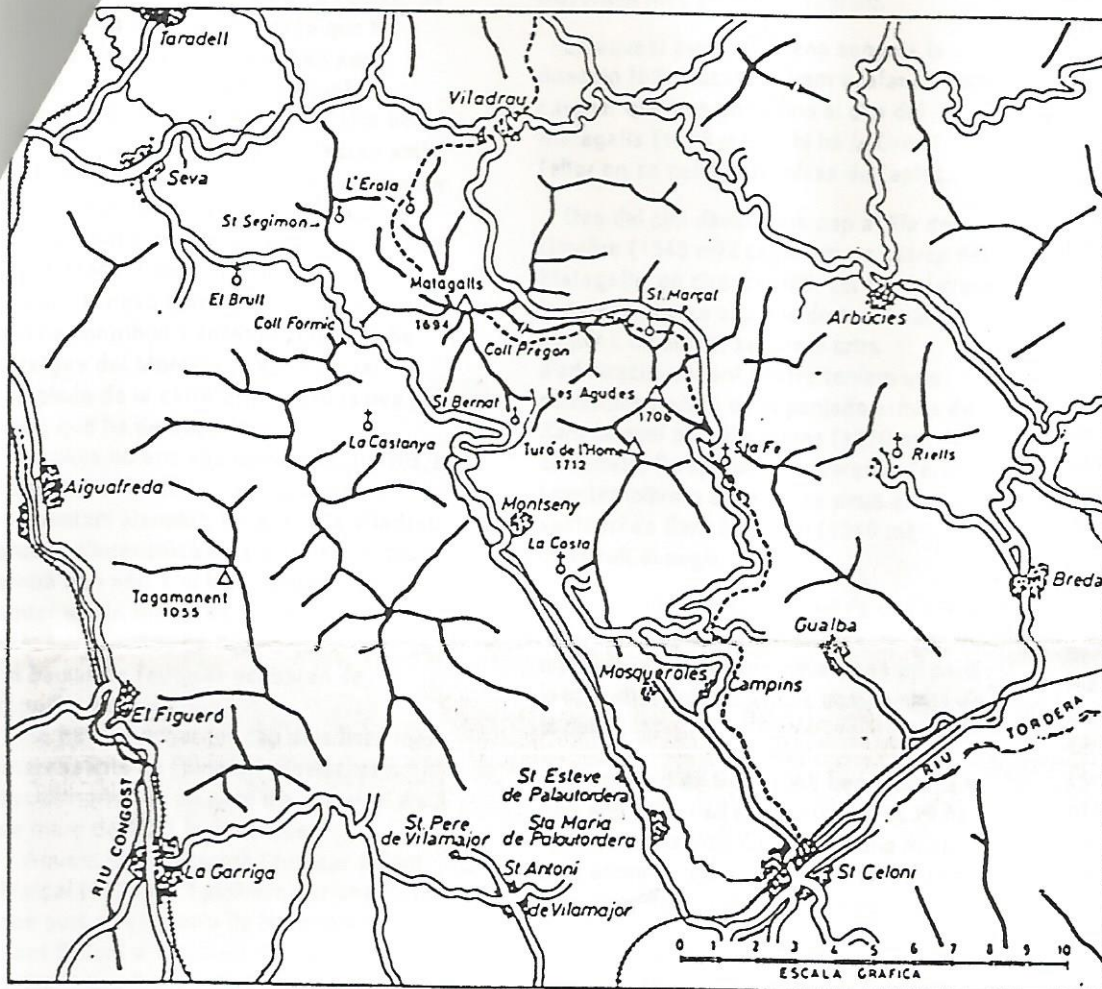 Taradell
Viladrau
Seva
L'Erola
St Segimon
El Brull
Matagalls
1694
St. Marçal
Arbúcies
Coll Formic
Coll Pregon
St Bernat
Les Agudes
1706
La Castanya
Turó de l'Home
1712
Sta Fe
Riells
Aiguafreda
Montseny
La Costa
Breda
Tagamanent
1055
Gualba
Mosqueroles
Campins
El Figueró
RIU TORDERA
St Esteve
de Palautordera
Sta Maria
de Palautordera
St. Pere
de Vilamajor
RIU CONGOST
La Garriga
St Antoni
de Vilamajor
St Celoni
0 1 2 3 4 5 6 7 8 9 10
ESCALA GRÀFICA